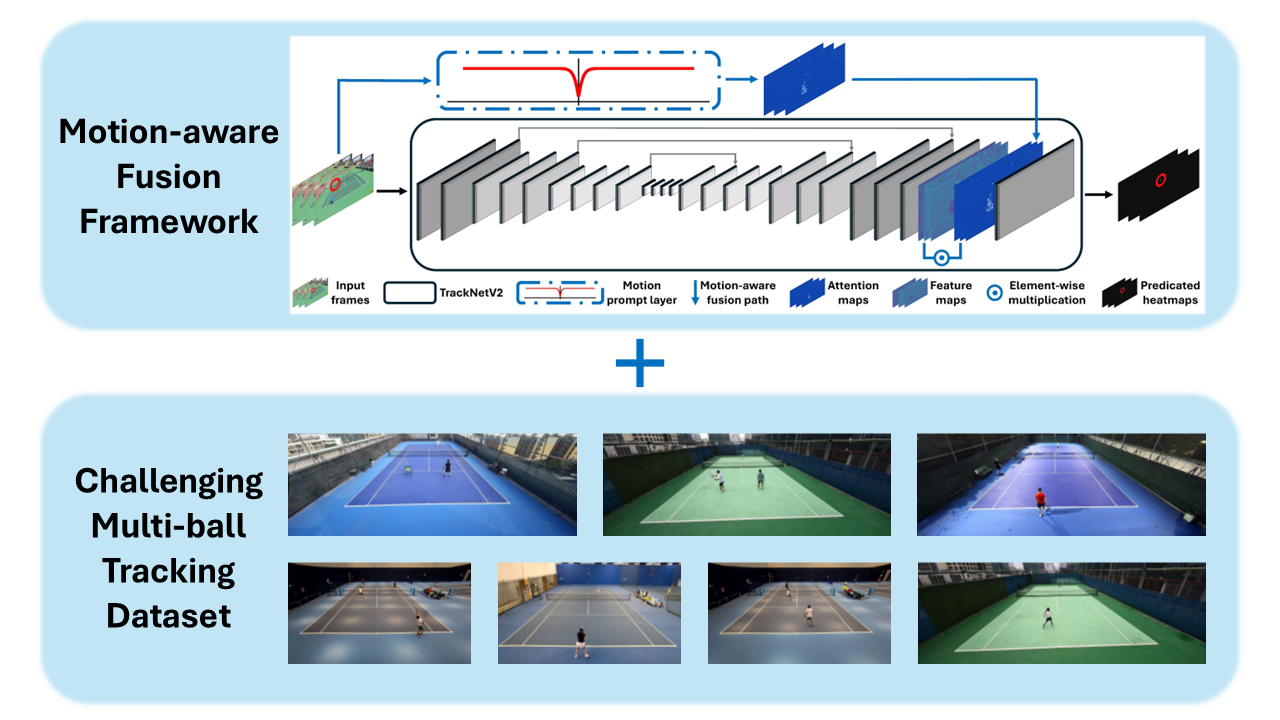 Motion-aware
Fusion
Framework
Input
frames
TrackNetV2
Motion
prompt layer
Motion-aware
fusion path
Attention
maps
Feature
maps
Element-wise
multiplication
Predicated
heatmaps
+
Challenging
Multi-ball
Tracking
Dataset